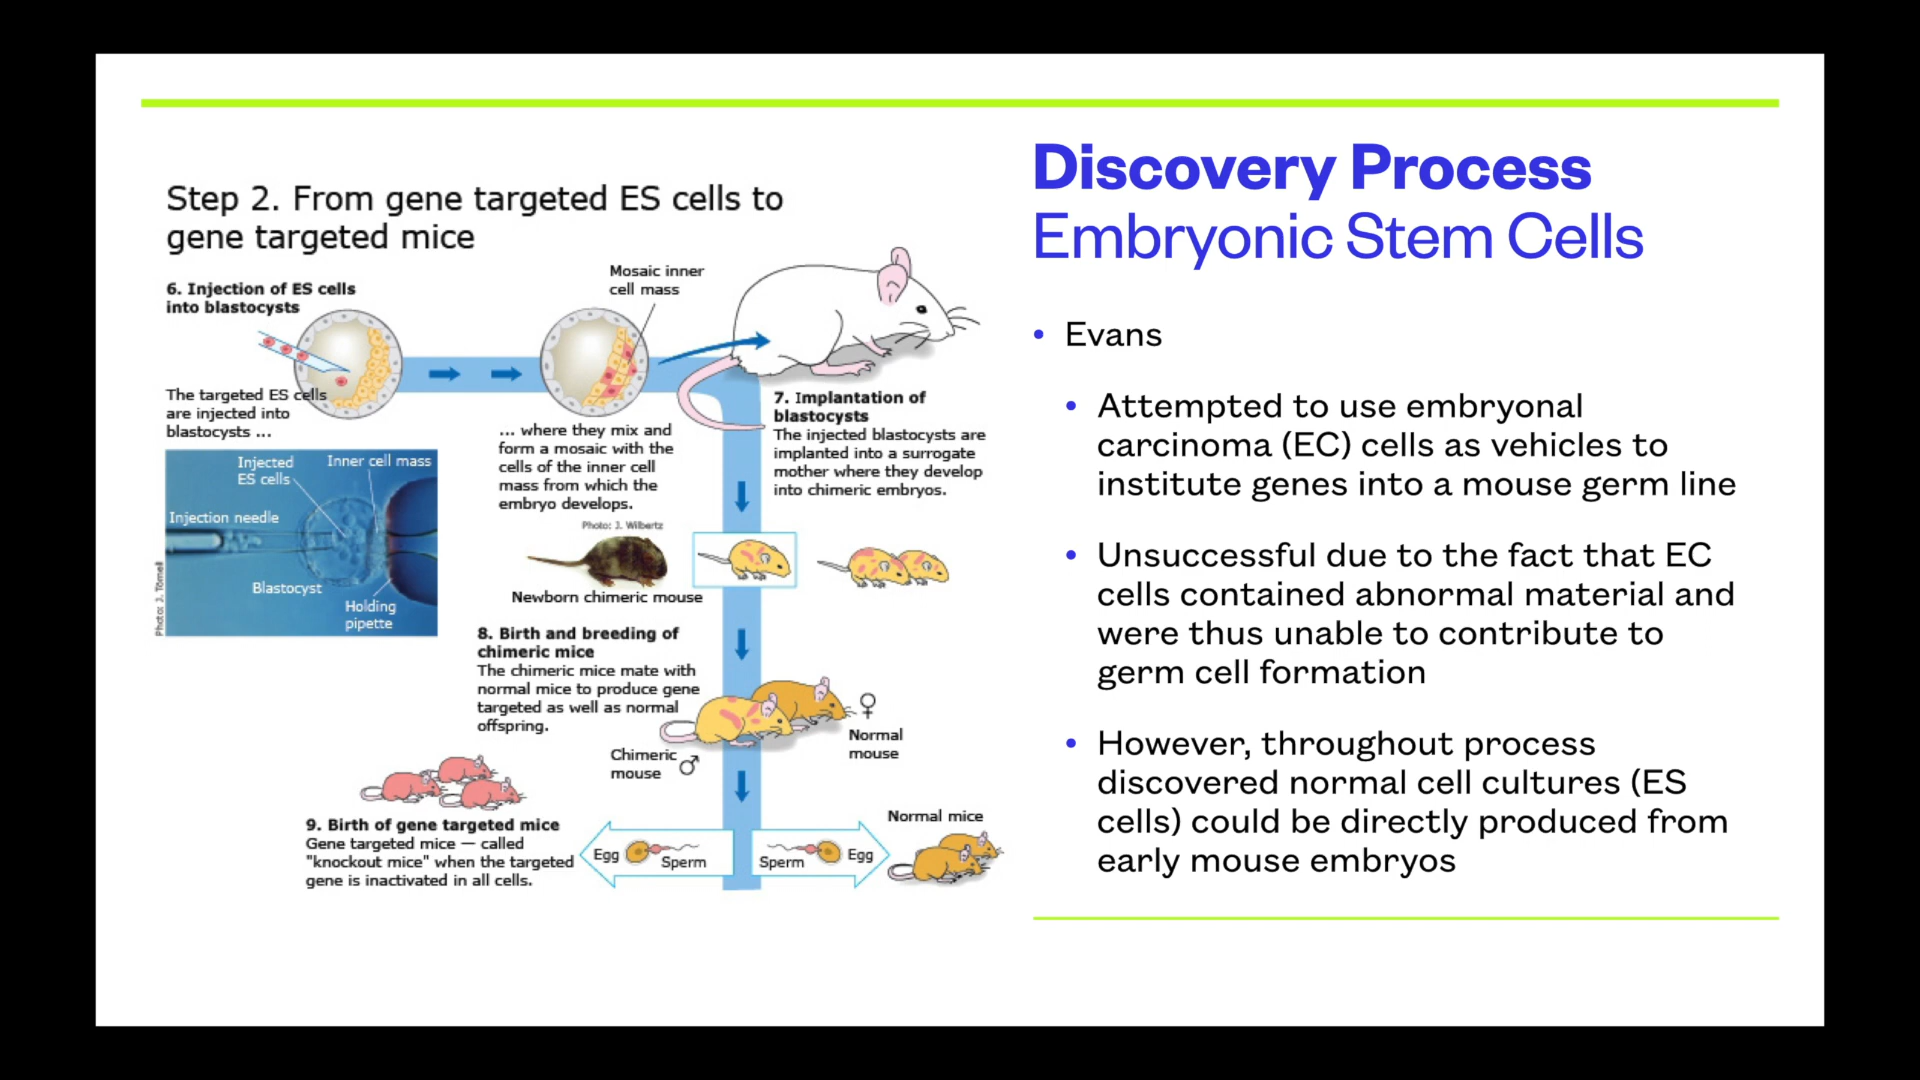 Step 2. From gene targeted ES cells to
gene targeted mice
6. Injection of ES cells
into blastocysts
Mosaic inner
cell mass
The targeted ES cells
are injected into
blastocysts ...
... where they mix and
form a mosaic with the
cells of the inner cell
mass from which the
embryo develops.
7. Implantation of
blastocysts
The injected blastocysts are
implanted into a surrogate
mother where they develop
into chimeric embryos.
Injected
ES cells
Inner cell mass
Injection needle
Blastocyst
Holding
pipette
Photo: J. Törnell
Photo: J. Wilbertz
Newborn chimeric mouse
8. Birth and breeding of
chimeric mice
The chimeric mice mate with
normal mice to produce gene
targeted as well as normal
offspring.
Chimeric ♂
mouse
♀
Normal
mouse
9. Birth of gene targeted mice
Gene targeted mice — called
"knockout mice" when the targeted
gene is inactivated in all cells.
Egg
Sperm
Sperm
Egg
Normal mice
Discovery Process
Embryonic Stem Cells
• Evans
• Attempted to use embryonal
carcinoma (EC) cells as vehicles to
institute genes into a mouse germ line
• Unsuccessful due to the fact that EC
cells contained abnormal material and
were thus unable to contribute to
germ cell formation
• However, throughout process
discovered normal cell cultures (ES
cells) could be directly produced from
early mouse embryos